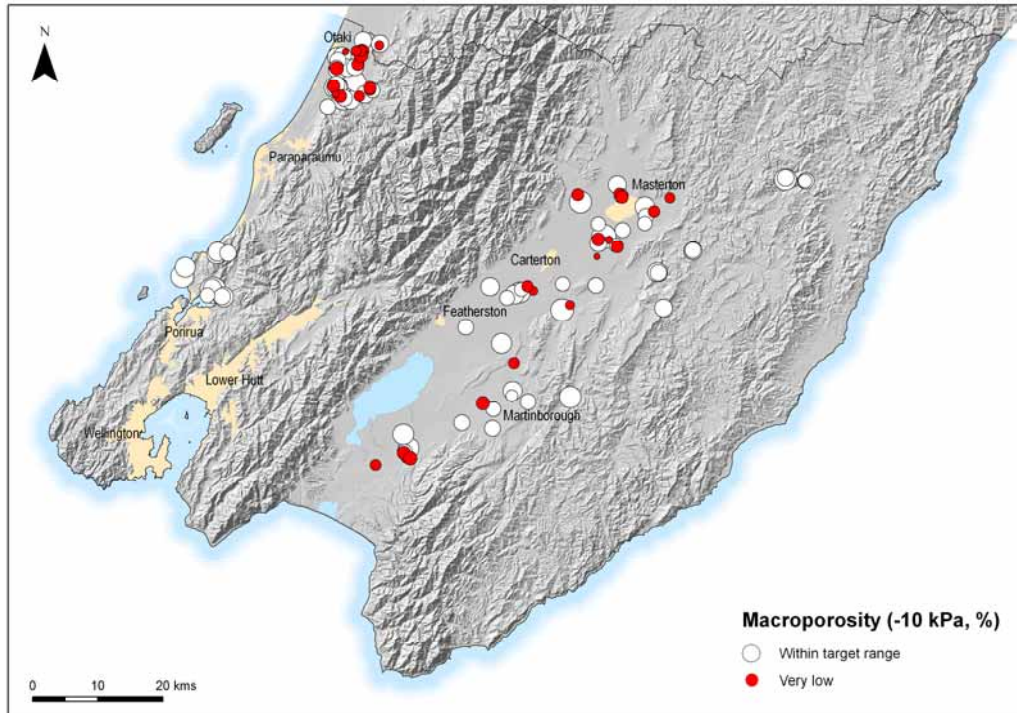 N
Otaki
Paraparaumu
Masterton
Carterton
Featherston
Porirua
Lower Hutt
Martinborough
Wellington
Macroporosity (-10 kPa, %)
Within target range
Very low
0 10 20 kms